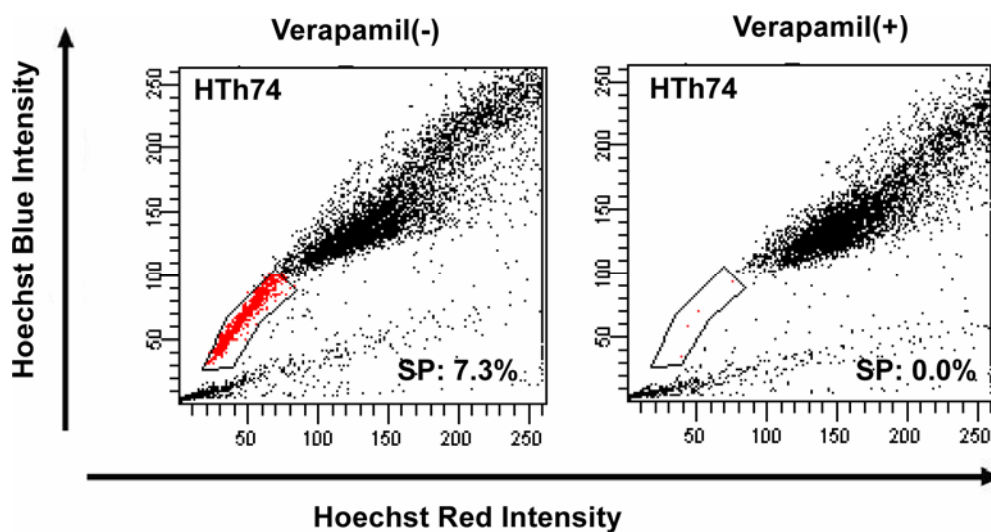 Verapamil(-)
Verapamil(+)
Hoechst Blue Intensity
HTh74
250
200
150
100
50
SP: 7.3%
50 100 150 200 250
HTh74
250
200
150
100
50
SP: 0.0%
50 100 150 200 250
Hoechst Red Intensity